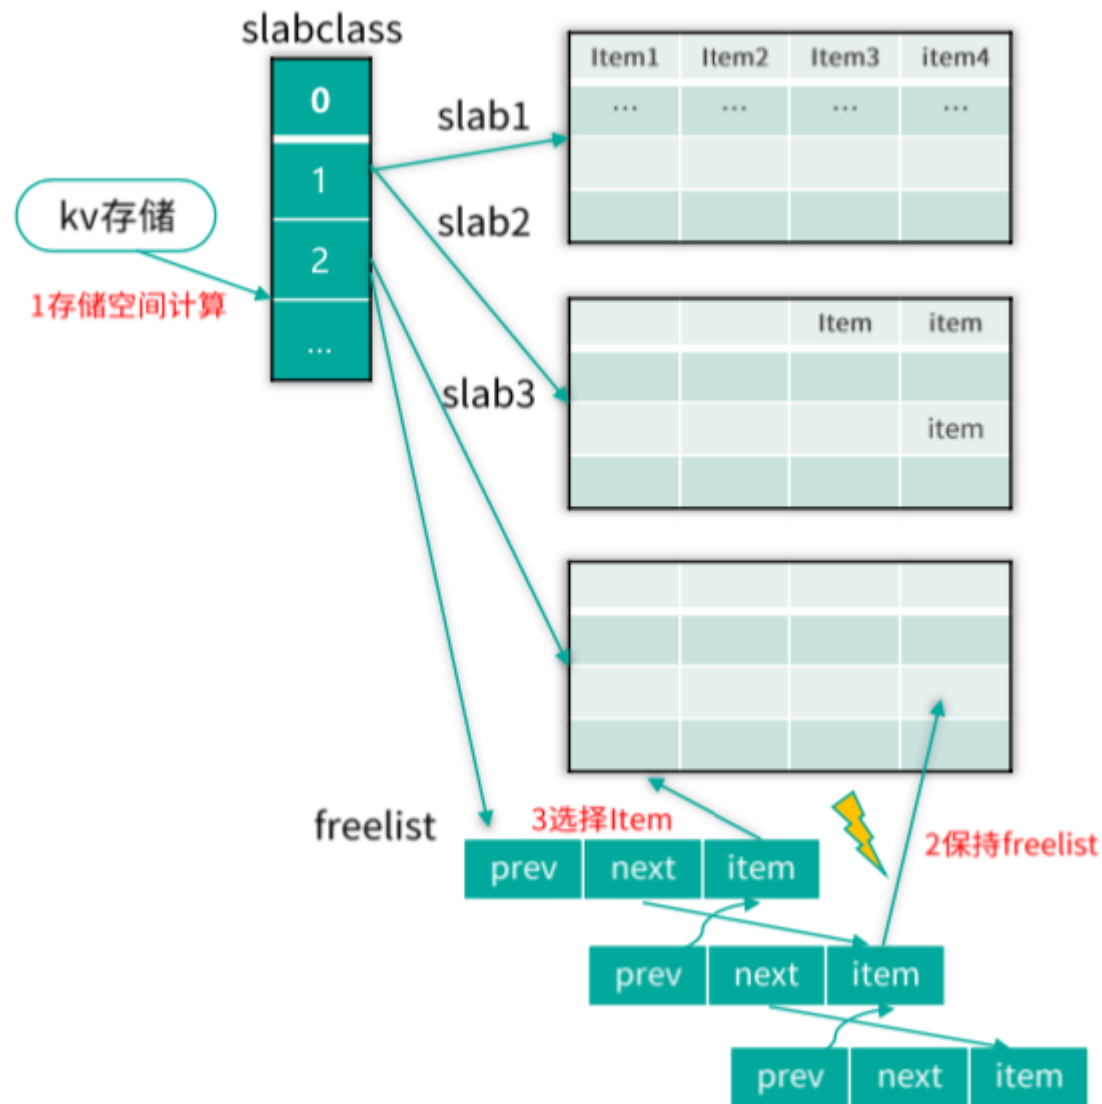 slabclass
0
1
2
...
kv存储
1存储空间计算
slab1
slab2
slab3
Item1 Item2 Item3 item4
... ... ... ...
Item item
item
freelist
3选择Item
2保持freelist
prev next item
prev next item
prev next item